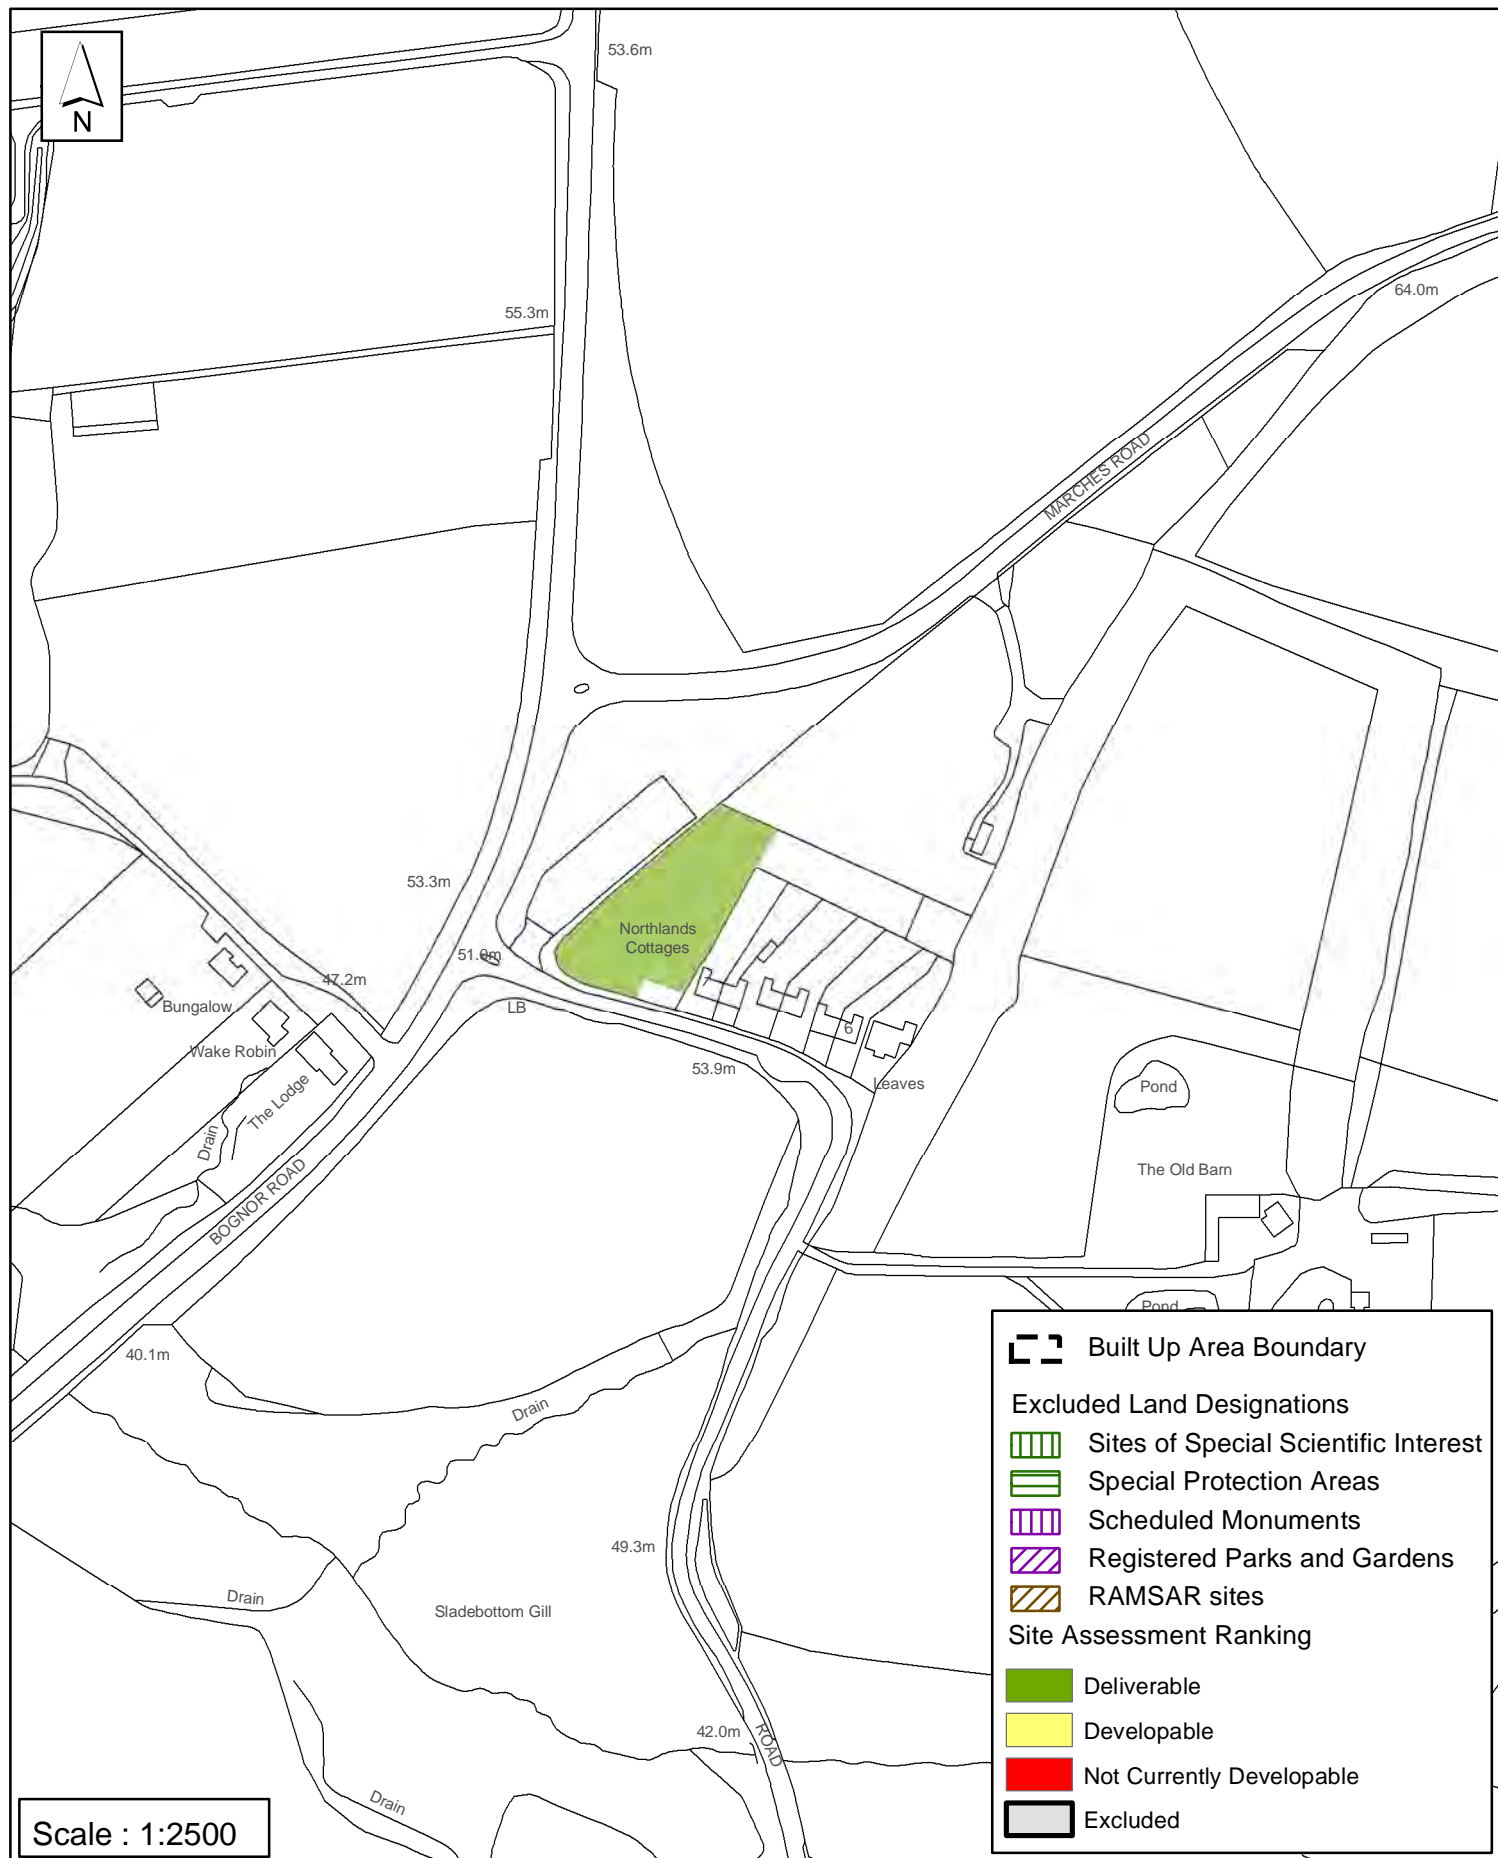 53.6m
N
64.0m
55.3m
MARCHES ROAD
53.3m
Northlands
Cottages
51.0m
47.2m
LB
Bungalow
6
Wake Robin
53.9m
The Lodge
Leaves
Pond
Drain
The Old Barn
BOGNOR ROAD
Pond
40.1m
Drain
49.3m
Drain
Sladebottom Gill
42.0m
ROAD
Drain
Built Up Area Boundary
Excluded Land Designations
Sites of Special Scientific Interest
Special Protection Areas
Scheduled Monuments
Registered Parks and Gardens
RAMSAR sites
Site Assessment Ranking
Deliverable
Developable
Not Currently Developable
Excluded
Scale : 1:2500